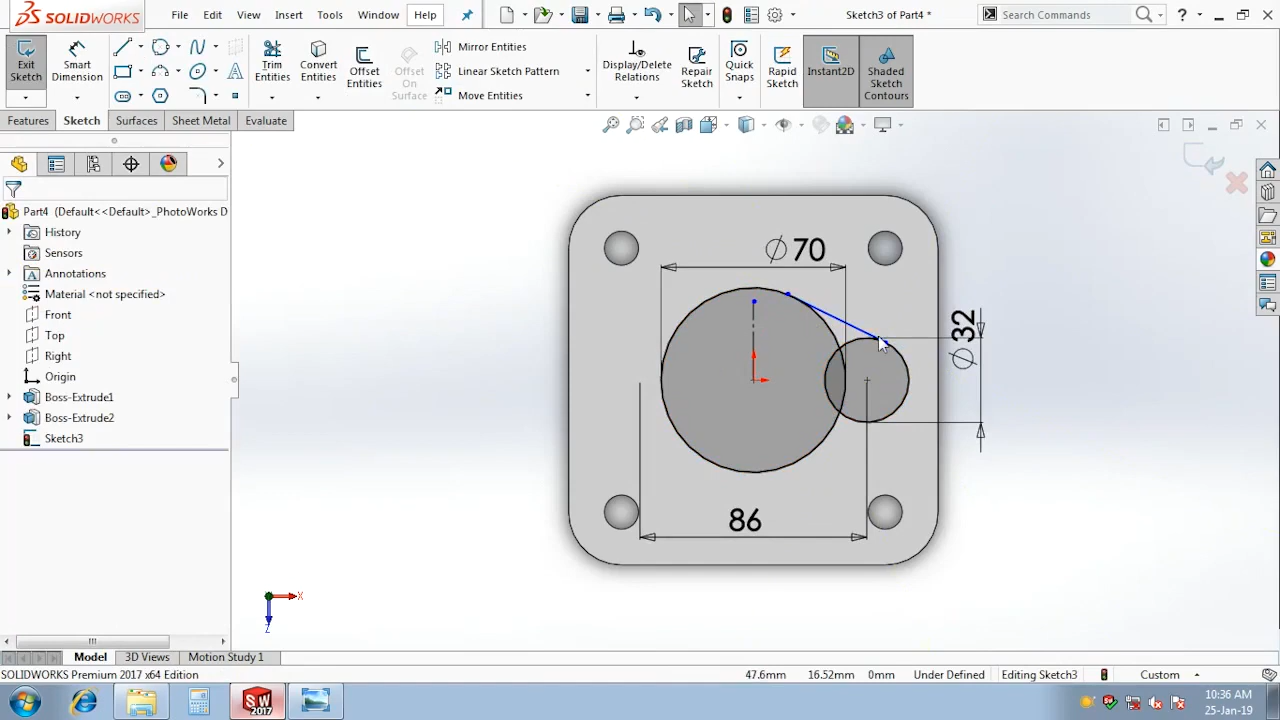 SOLIDWORKS File Edit View Insert Tools Window Help Sketch3 of Part4 * Search Commands
Exit Sketch Smart Dimension Trim Entities Convert Entities Offset Entities Offset On Surface Mirror Entities Linear Sketch Pattern Move Entities Display/Delete Relations Repair Sketch Quick Snaps Rapid Sketch Instant2D Shaded Sketch Contours
Features Sketch Surfaces Sheet Metal Evaluate
Part4 (Default<<Default>_PhotoWorks D
History
Sensors
Annotations
Material <not specified>
Front
Top
Right
Origin
Boss-Extrude1
Boss-Extrude2
Sketch3
∅ 70
∅ 32
86
X
Z
Model 3D Views Motion Study 1
SOLIDWORKS Premium 2017 x64 Edition 47.6mm 16.52mm 0mm Under Defined Editing Sketch3 Custom
SW 2017
10:36 AM
25-Jan-19